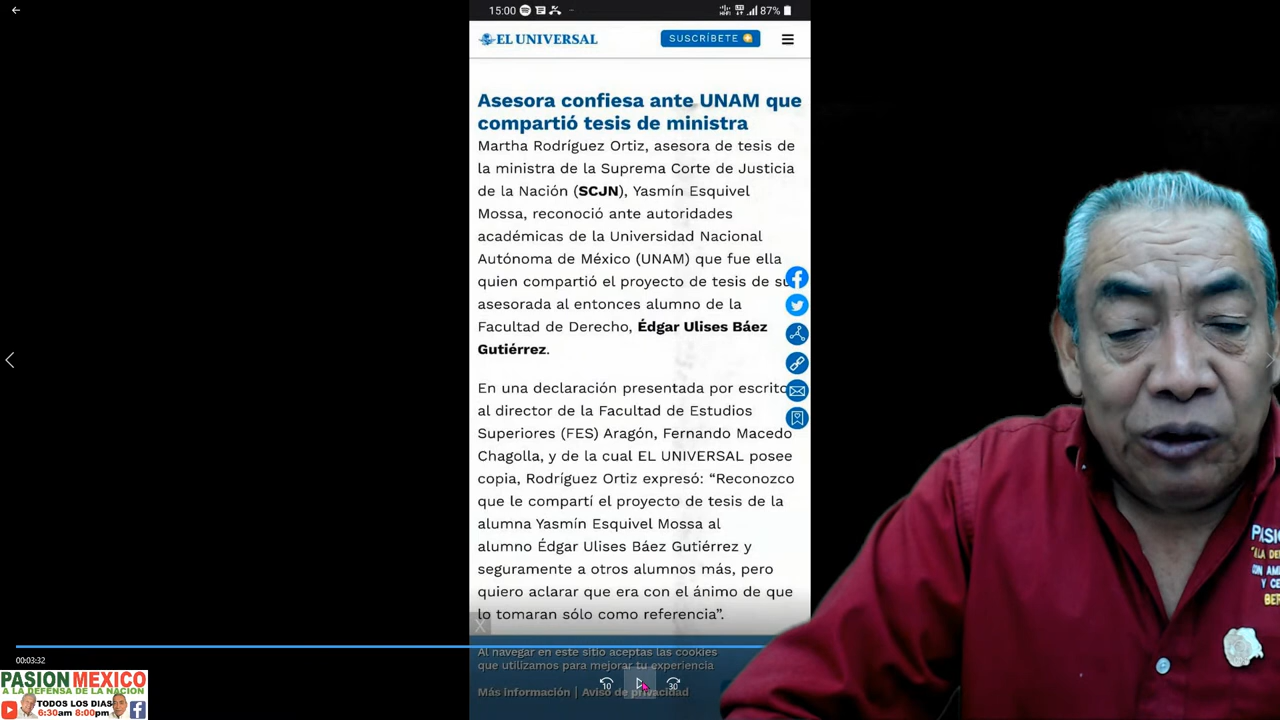 15:00
87%
EL UNIVERSAL
SUSCRÍBETE
Asesora confiesa ante UNAM que
compartió tesis de ministra
Martha Rodríguez Ortiz, asesora de tesis de
la ministra de la Suprema Corte de Justicia
de la Nación (SCJN), Yasmín Esquivel
Mossa, reconoció ante autoridades
académicas de la Universidad Nacional
Autónoma de México (UNAM) que fue ella
quien compartió el proyecto de tesis de su
asesorada al entonces alumno de la
Facultad de Derecho, Édgar Ulises Báez
Gutiérrez.
En una declaración presentada por escrito
al director de la Facultad de Estudios
Superiores (FES) Aragón, Fernando Macedo
Chagolla, y de la cual EL UNIVERSAL posee
copia, Rodríguez Ortiz expresó: “Reconozco
que le compartí el proyecto de tesis de la
alumna Yasmín Esquivel Mossa al
alumno Édgar Ulises Báez Gutiérrez y
seguramente a otros alumnos más, pero
quiero aclarar que era con el ánimo de que
lo tomaran sólo como referencia”.
Al navegar en este sitio aceptas las cookies
que utilizamos para mejorar tu experiencia
Más información | Aviso de privacidad
00:03:32
10
30
PASION MEXICO
A LA DEFENSA DE LA NACION
TODOS LOS DIAS
6:30am 8:00pm